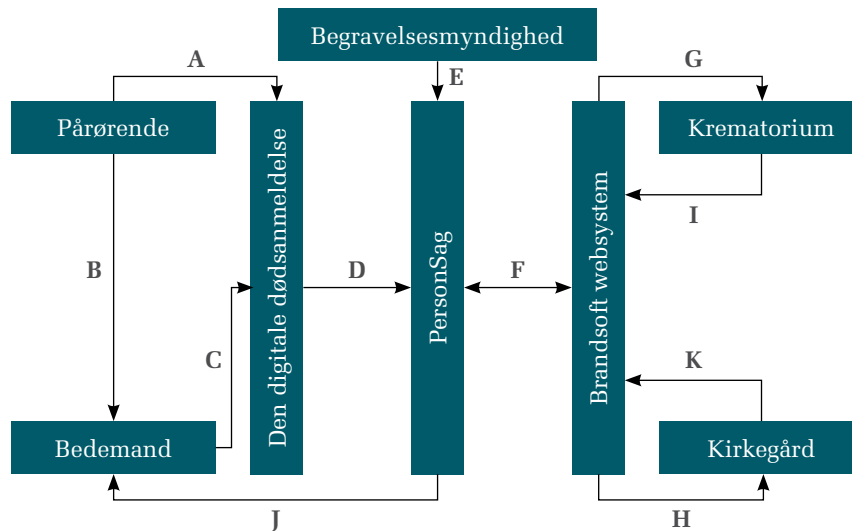 Begravelsesmyndighed
A
E
G
Pårørende
Krematorium
Den digitale dødsanmeldelse
PersonSag
Brandsoft websystem
I
B
D
F
C
K
Bedemand
Kirkegård
J
H